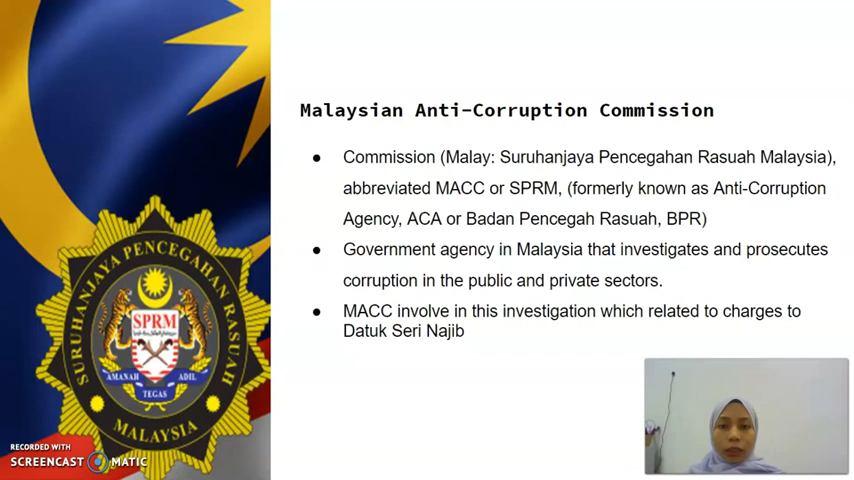 Malaysian Anti-Corruption Commission
● Commission (Malay: Suruhanjaya Pencegahan Rasuah Malaysia),
abbreviated MACC or SPRM, (formerly known as Anti-Corruption
Agency, ACA or Badan Pencegah Rasuah, BPR)
● Government agency in Malaysia that investigates and prosecutes
corruption in the public and private sectors.
● MACC involve in this investigation which related to charges to
Datuk Seri Najib
SURUHANJAYA PENCEGAHAN RASUAH
SPRM
AMANAH ADIL
TEGAS
MALAYSIA
RECORDED WITH
SCREENCAST MATIC